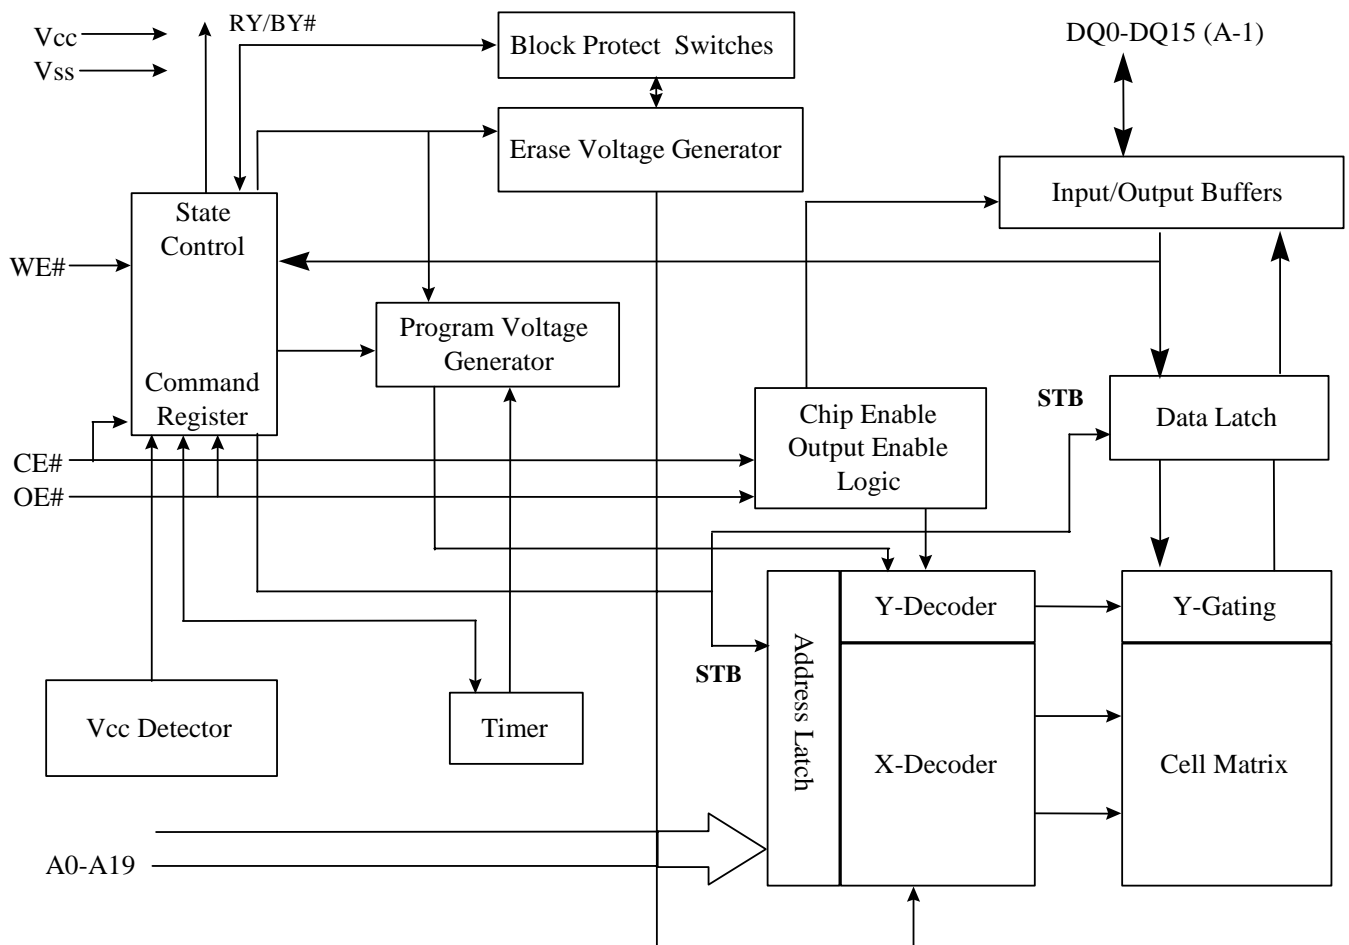 Vcc
Vss
RY/BY#
Block Protect Switches
DQ0-DQ15 (A-1)
Erase Voltage Generator
Input/Output Buffers
State
Control
WE#
Program Voltage
Generator
Command
Register
Chip Enable
Output Enable
Logic
STB
Data Latch
CE#
OE#
Y-Decoder
Y-Gating
STB
Address Latch
Vcc Detector
Timer
X-Decoder
Cell Matrix
A0-A19